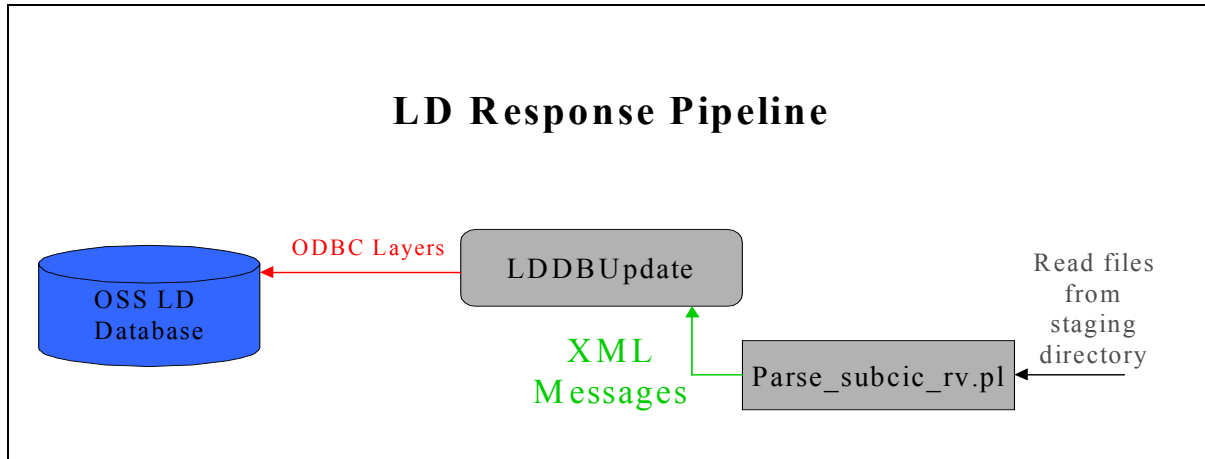 LD Response Pipeline
ODBC Layers
OSS LD
Database
LDDBUpdate
XML
Messages
Parse_subcic_rv.pl
Read files
from
staging
directory